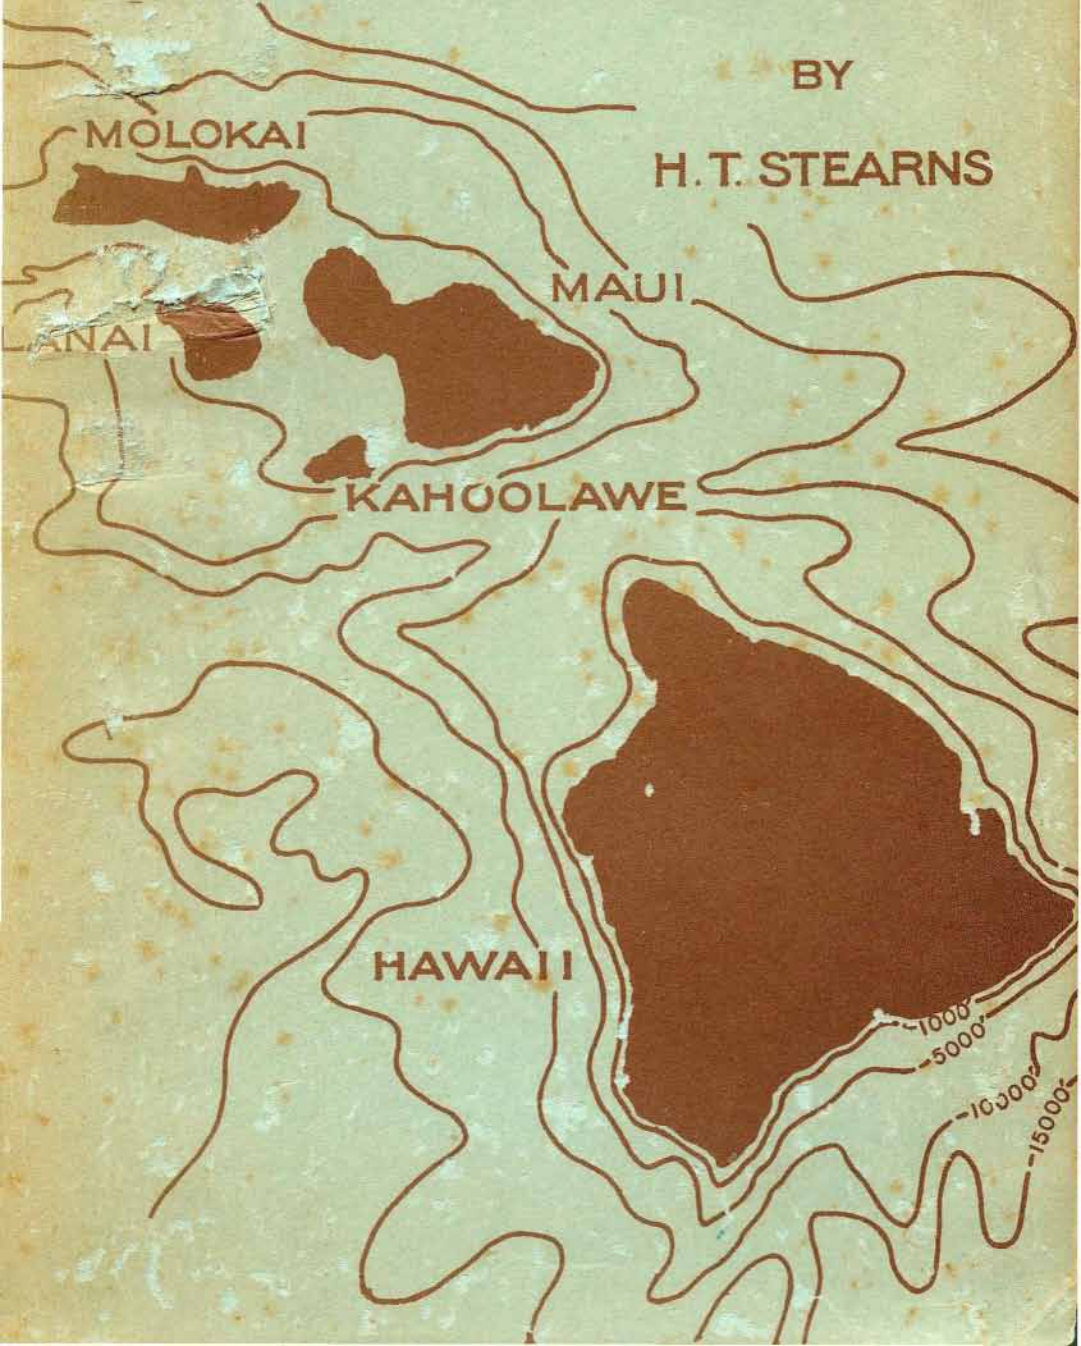 BY
H. T. STEARNS
MOLOKAI
MAUI
LANAI
KAHOOLAWE
HAWAII
-1000'
-5000'
-10000'
-15000'